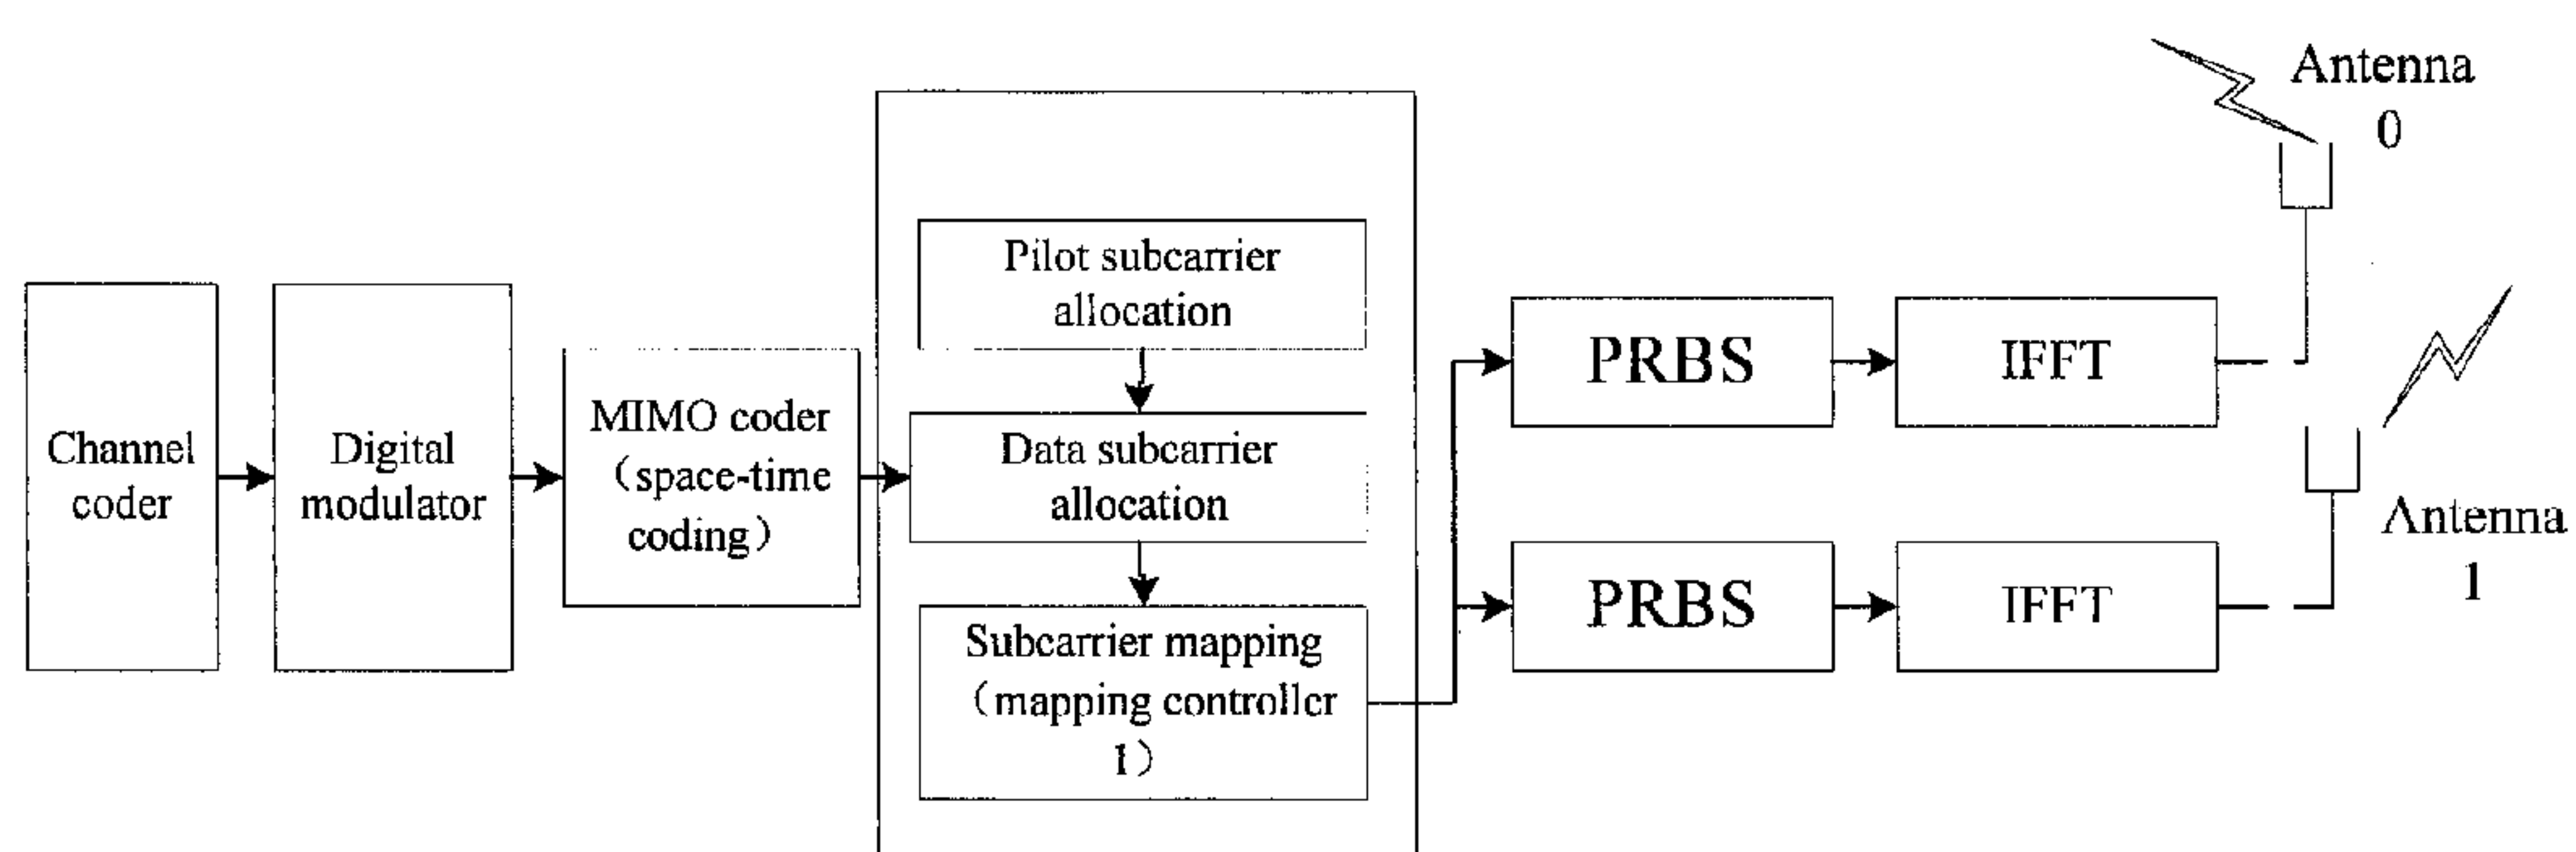 Channel
coder
Digital
modulator
MIMO coder
（space-time
coding）
Pilot subcarrier
allocation
Data subcarrier
allocation
Subcarrier mapping
（mapping controller
1）
PRBS
IFFT
PRBS
IFFT
Antenna
0
Antenna
1